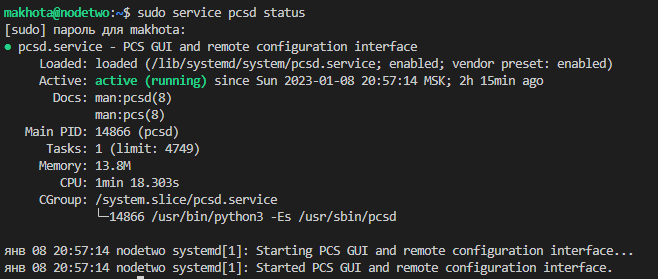 makhota@nodetwo:~$ sudo service pcsd status
[sudo] пароль для makhota:
● pcsd.service - PCS GUI and remote configuration interface
     Loaded: loaded (/lib/systemd/system/pcsd.service; enabled; vendor preset: enabled)
     Active: active (running) since Sun 2023-01-08 20:57:14 MSK; 2h 15min ago
       Docs: man:pcsd(8)
             man:pcs(8)
   Main PID: 14866 (pcsd)
      Tasks: 1 (limit: 4749)
     Memory: 13.8M
        CPU: 1min 18.303s
     CGroup: /system.slice/pcsd.service
             └─14866 /usr/bin/python3 -Es /usr/sbin/pcsd
янв 08 20:57:14 nodetwo systemd[1]: Starting PCS GUI and remote configuration interface...
янв 08 20:57:14 nodetwo systemd[1]: Started PCS GUI and remote configuration interface.